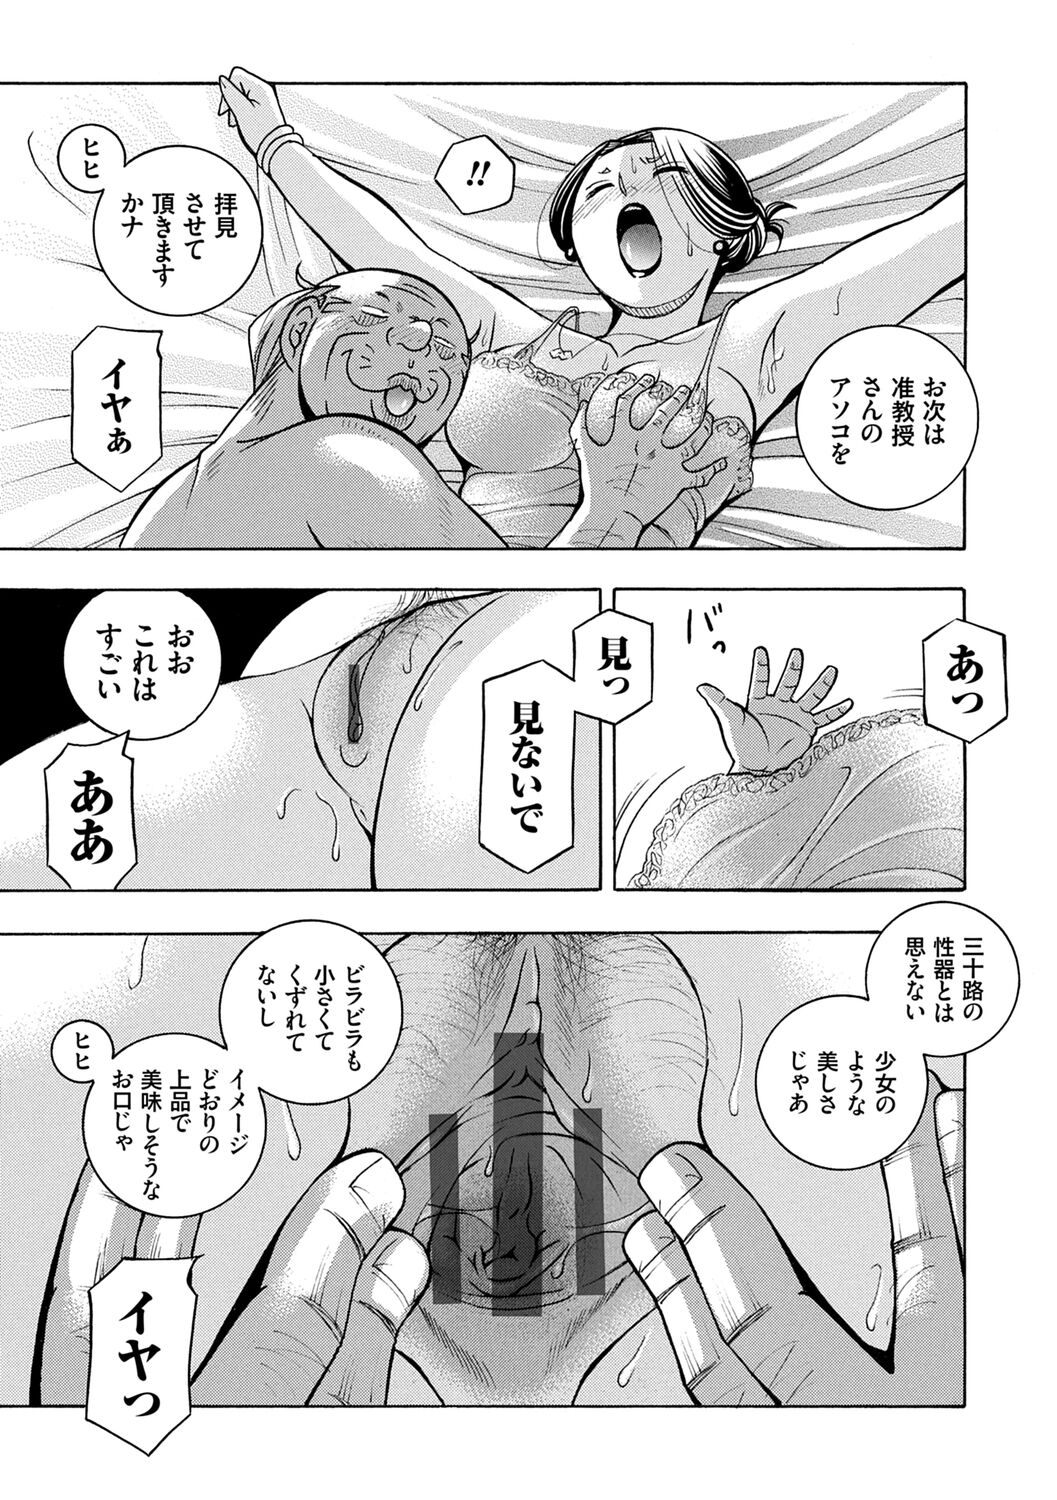 お次は
准教授
さんの
アソコを
!!
拝見
させて
頂きます
かナ
ヒヒ
イヤぁ
あっ
バッ
見っ
見ないで
おお
これは
すごい
ああ
三十路の
性器とは
思えない
少女の
ような
美しさ
じゃあ
ビラビラも
小さくて
くずれて
ないし
イメージ
どおりの
上品で
美味しそうな
お口じゃ
ヒヒ
イヤっ